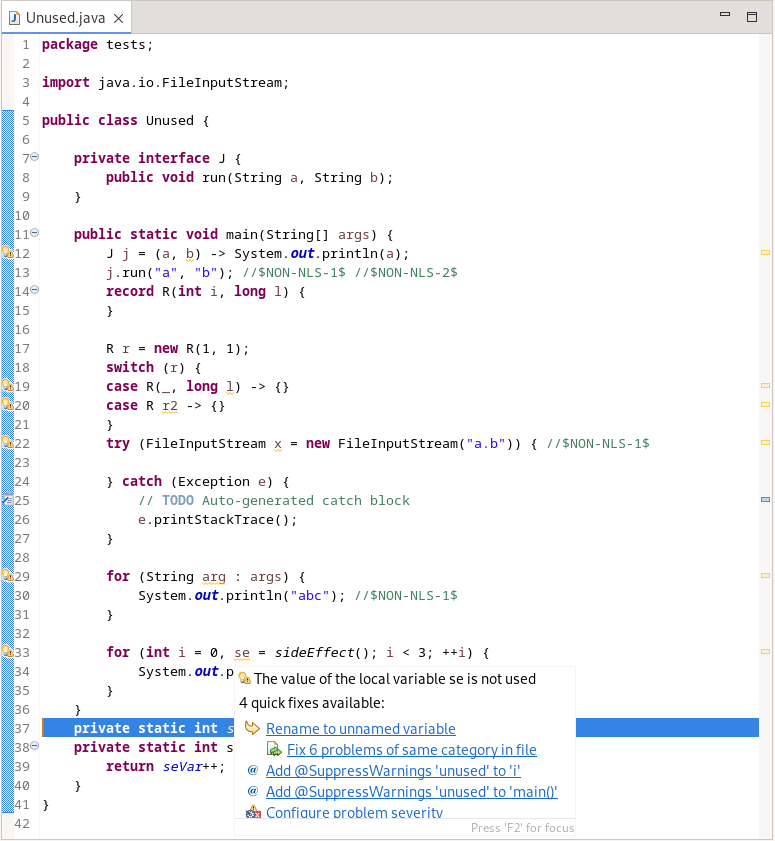 Unused.java
1 package tests;
2
3 import java.io.FileInputStream;
4
5 public class Unused {
6
7 private interface J {
8 public void run(String a, String b);
9 }
10
11 public static void main(String[] args) {
12 J j = (a, b) -> System.out.println(a);
13 j.run("a", "b"); //$NON-NLS-1$ //$NON-NLS-2$
14 record R(int i, long l) {
15 }
16
17 R r = new R(1, 1);
18 switch (r) {
19 case R(_, long l) -> {}
20 case R r2 -> {}
21 }
22 try (FileInputStream x = new FileInputStream("a.b")) { //$NON-NLS-1$
23
24 } catch (Exception e) {
25 // TODO Auto-generated catch block
26 e.printStackTrace();
27 }
28
29 for (String arg : args) {
30 System.out.println("abc"); //$NON-NLS-1$
31 }
32
33 for (int i = 0, se = sideEffect(); i < 3; ++i) {
34 System.out.p
35 }
36 }
37 private static int s
38 private static int s
39 return seVar++;
40 }
41 }
42
The value of the local variable se is not used
4 quick fixes available:
Rename to unnamed variable
Fix 6 problems of same category in file
@ Add @SuppressWarnings 'unused' to 'i'
@ Add @SuppressWarnings 'unused' to 'main()'
Configure problem severity
Press 'F2' for focus